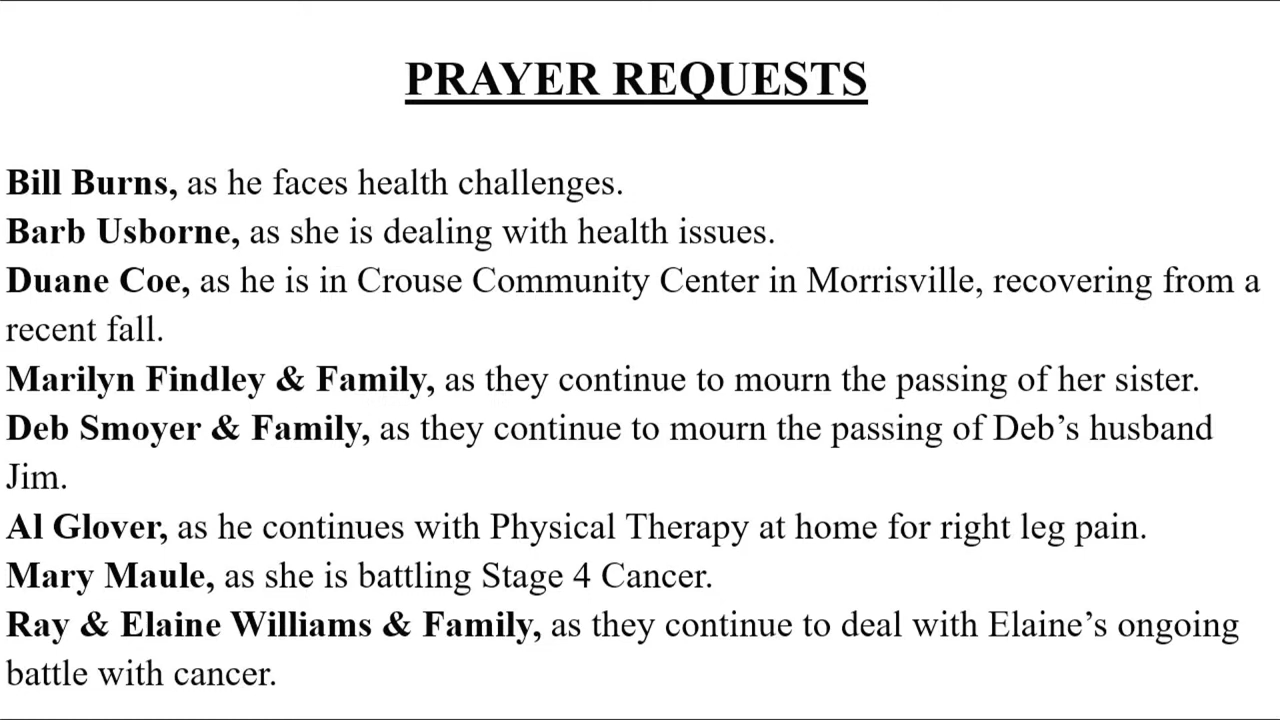 PRAYER REQUESTS
Bill Burns, as he faces health challenges.
Barb Usborne, as she is dealing with health issues.
Duane Coe, as he is in Crouse Community Center in Morrisville, recovering from a
recent fall.
Marilyn Findley & Family, as they continue to mourn the passing of her sister.
Deb Smoyer & Family, as they continue to mourn the passing of Deb’s husband
Jim.
Al Glover, as he continues with Physical Therapy at home for right leg pain.
Mary Maule, as she is battling Stage 4 Cancer.
Ray & Elaine Williams & Family, as they continue to deal with Elaine’s ongoing
battle with cancer.